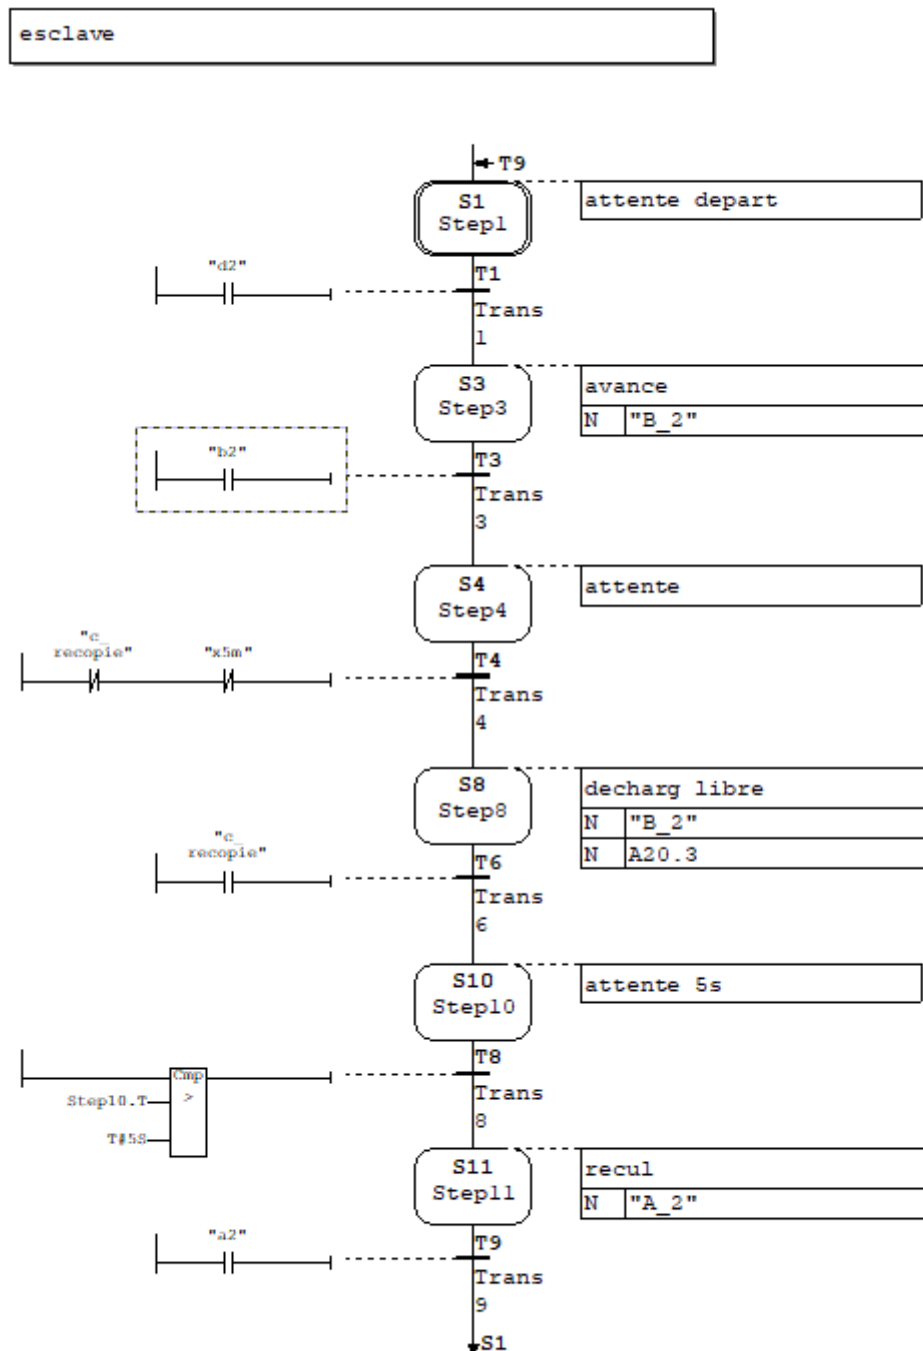 esclave
T9
S1
Step1
attente depart
"d2"
T1
Trans
1
S3
Step3
avance
N "B_2"
"b2"
T3
Trans
3
S4
Step4
attente
"c_
recopie"
"x5m"
T4
Trans
4
S8
Step8
decharg libre
N "B_2"
N A20.3
"c_
recopie"
T6
Trans
6
S10
Step10
attente 5s
T8
Cmp
>
Step10.T
T#5S
Trans
8
S11
Step11
recul
N "A_2"
"a2"
T9
Trans
9
S1